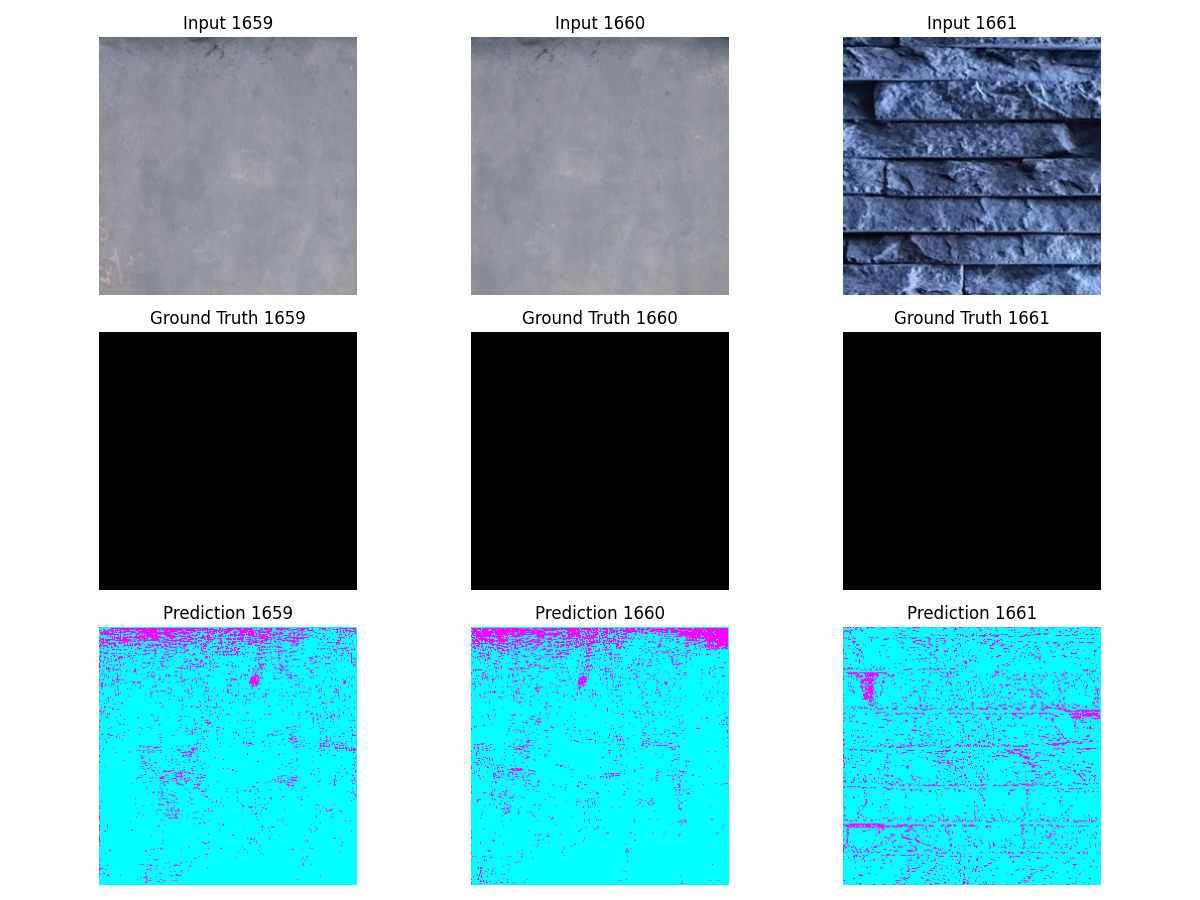 Input 1659
Input 1660
Input 1661
Ground Truth 1659
Ground Truth 1660
Ground Truth 1661
Prediction 1659
Prediction 1660
Prediction 1661